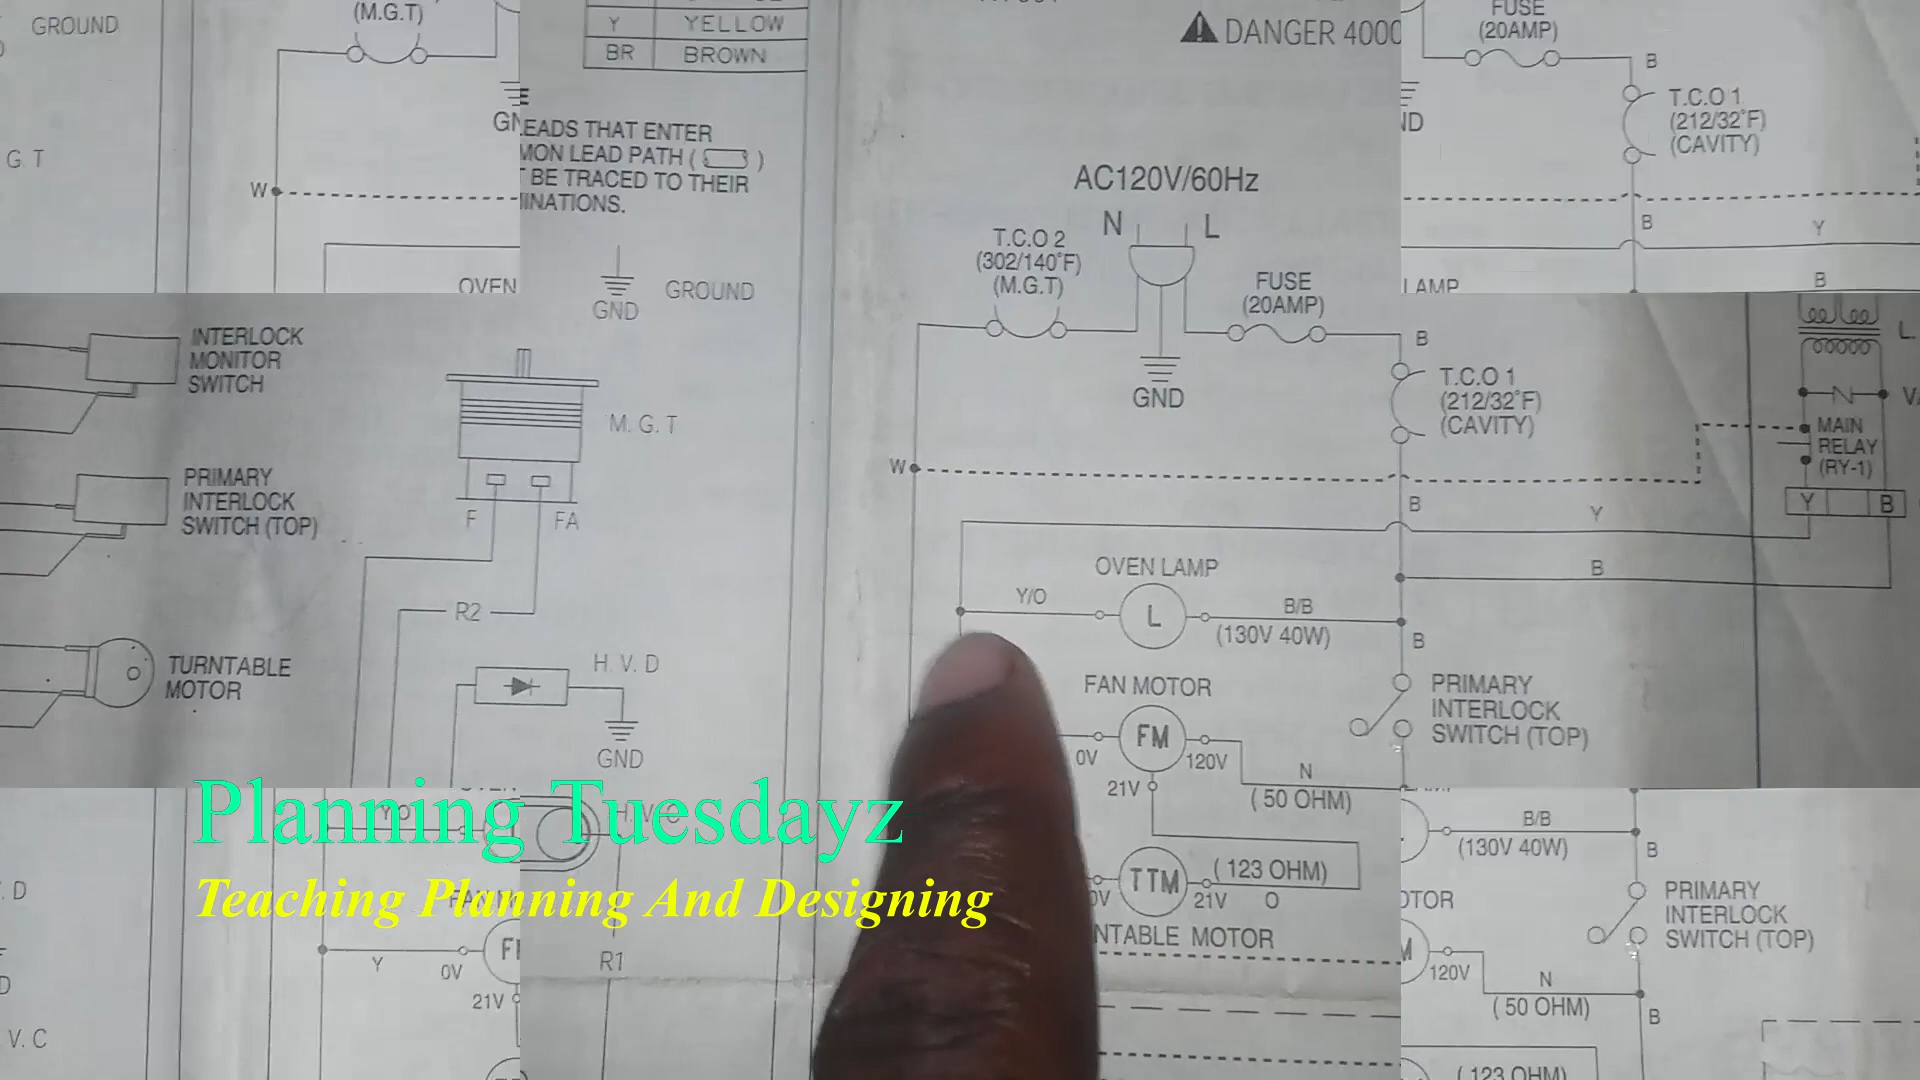 GROUND
(M.G.T)
G. T
W
GN
OVEN
Y YELLOW
BR BROWN
EADS THAT ENTER
MON LEAD PATH ( )
BE TRACED TO THEIR
INATIONS.
GND GROUND
DANGER 4000
AC120V/60Hz
N L
T.C.O 2
(302/140°F)
(M.G.T)
FUSE
(20AMP)
B
GND
T.C.O 1
(212/32°F)
(CAVITY)
W
B
Y
B
OVEN LAMP
Y/O
L
B/B
(130V 40W)
B
FAN MOTOR
FM
0V
120V
21V
N
( 50 OHM)
PRIMARY
INTERLOCK
SWITCH (TOP)
TTM
( 123 OHM)
0V
21V
O
NTABLE MOTOR
FUSE
(20AMP)
B
T.C.O 1
(212/32°F)
(CAVITY)
ND
B
Y
B
LAMP
L.
MAIN
RELAY
(RY-1)
Y B
INTERLOCK
MONITOR
SWITCH
PRIMARY
INTERLOCK
SWITCH (TOP)
TURNTABLE
MOTOR
M. G. T
F FA
R2
H. V. D
GND
H.V.C
R1
Planning Tuesdayz
Teaching Planning And Designing
Y/O
. D
D
V. C
Y
0V
21V
B/B
(130V 40W)
B
OTOR
PRIMARY
INTERLOCK
SWITCH (TOP)
120V
N
( 50 OHM)
B
( 123 OHM)